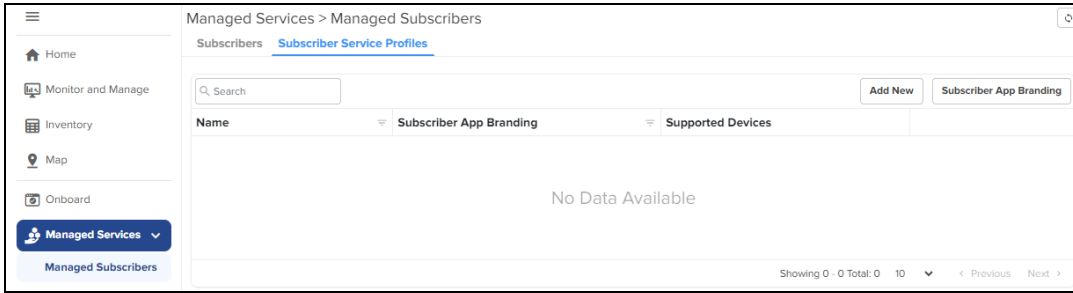 Managed Services > Managed Subscribers
Subscribers Subscriber Service Profiles
Home
Monitor and Manage
Inventory
Map
Onboard
Managed Services
Managed Subscribers
Search
Add New
Subscriber App Branding
Name Subscriber App Branding Supported Devices
No Data Available
Showing 0 - 0 Total: 0 10 < Previous Next >